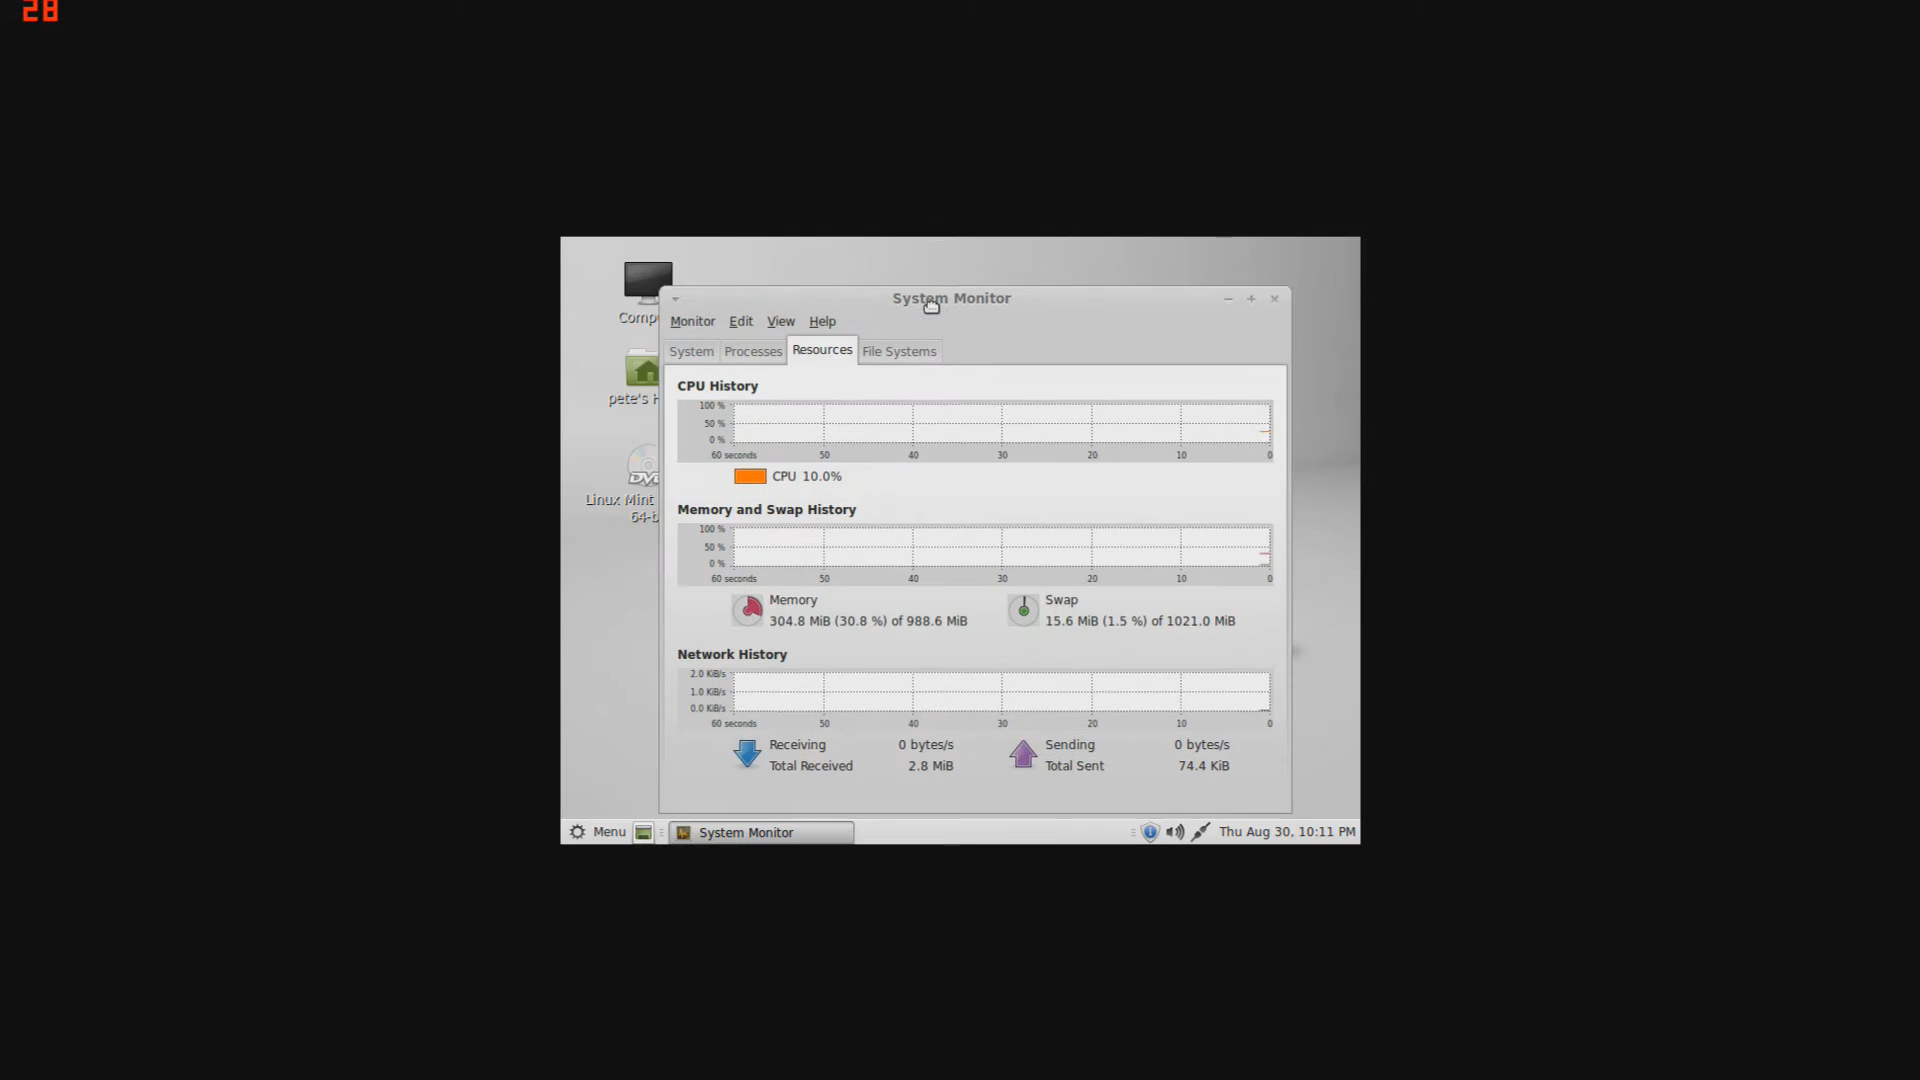 28
System Monitor
Monitor Edit View Help
System Processes Resources File Systems
CPU History
100 %
50 %
0 %
60 seconds 50 40 30 20 10 0
CPU 10.0%
Memory and Swap History
100 %
50 %
0 %
60 seconds 50 40 30 20 10 0
Memory
304.8 MiB (30.8 %) of 988.6 MiB
Swap
15.6 MiB (1.5 %) of 1021.0 MiB
Network History
2.0 KiB/s
1.0 KiB/s
0.0 KiB/s
60 seconds 50 40 30 20 10 0
Receiving 0 bytes/s
Total Received 2.8 MiB
Sending 0 bytes/s
Total Sent 74.4 KiB
Comp
pete's H
DVD
Linux Mint
64-b
Menu System Monitor Thu Aug 30, 10:11 PM